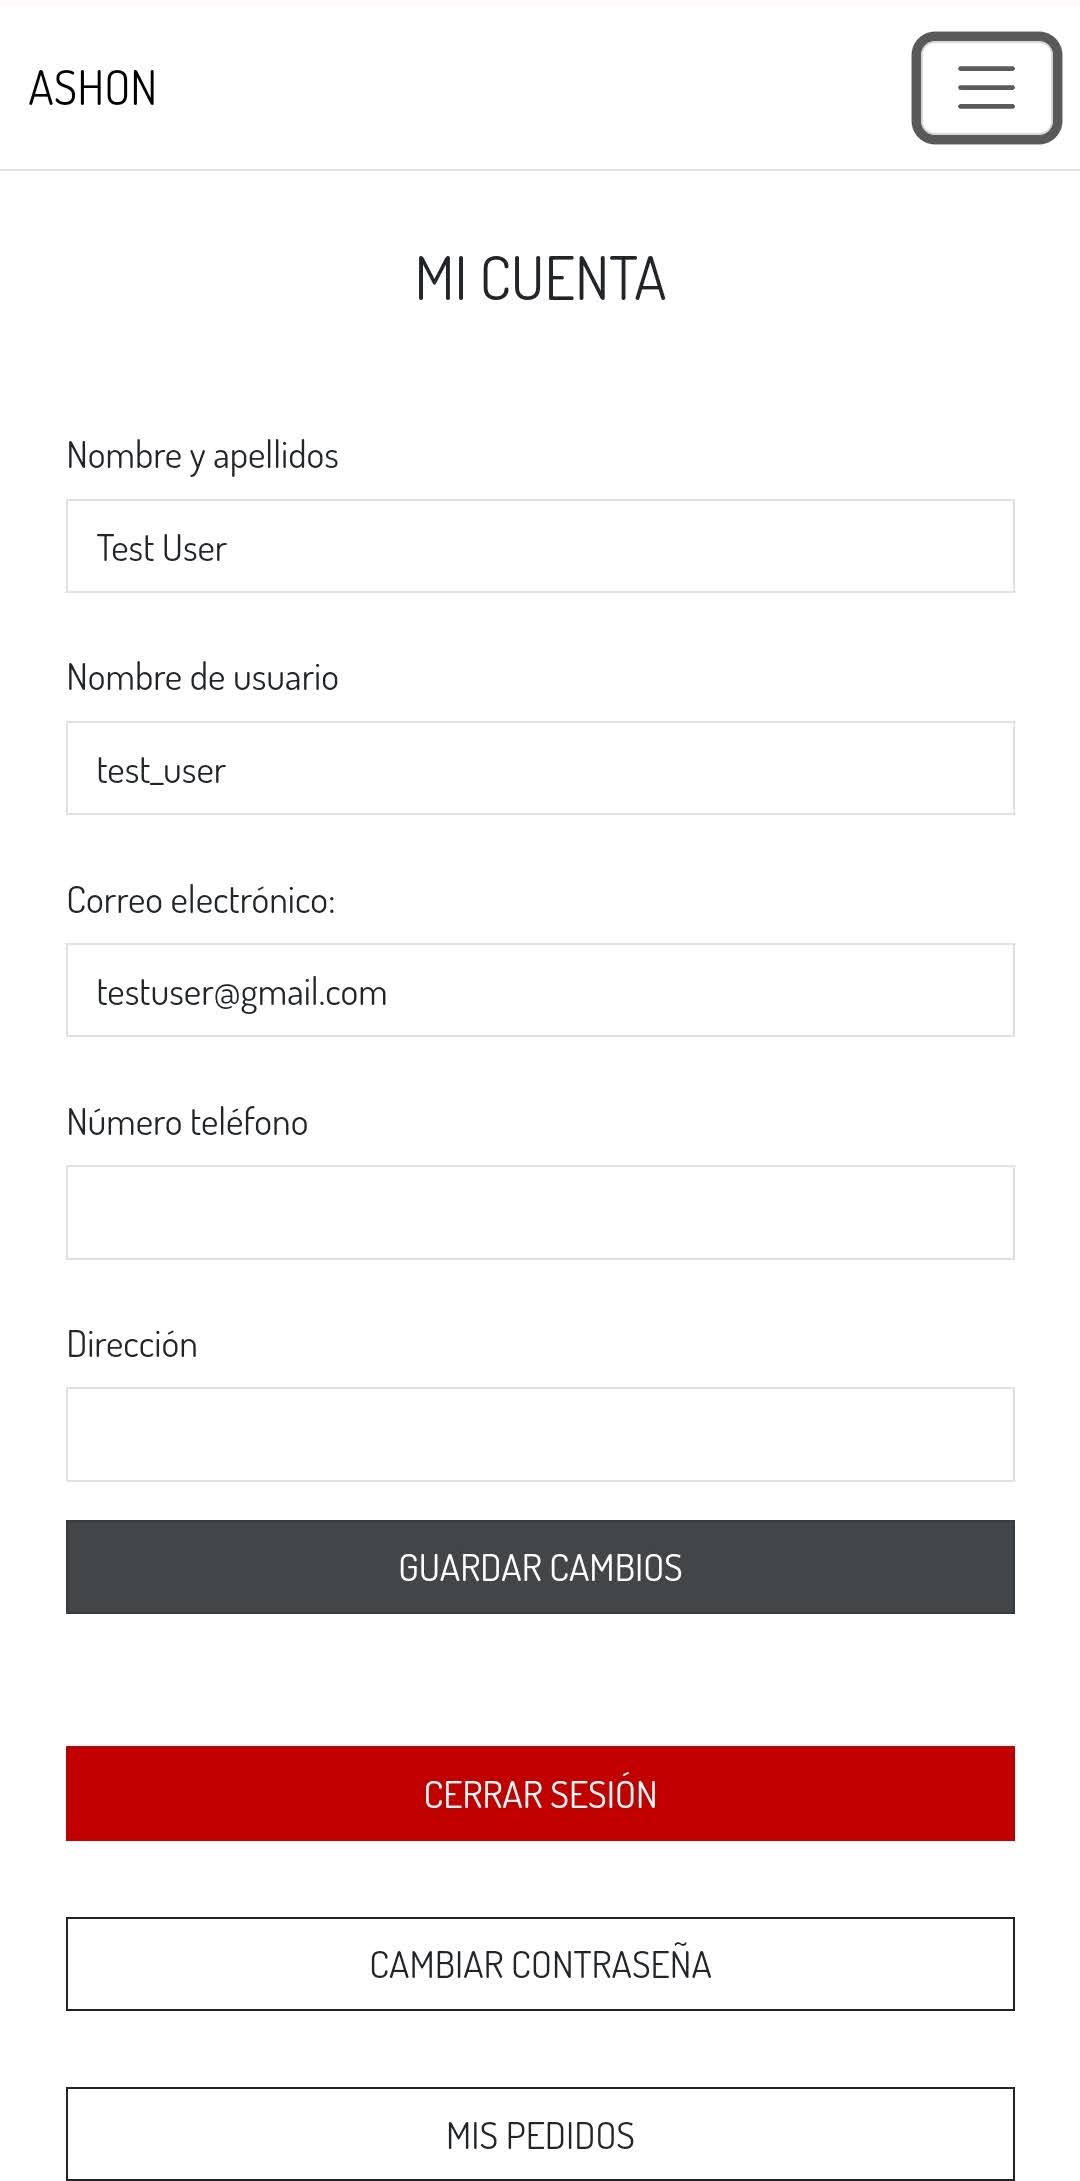 ASHON
MI CUENTA
Nombre y apellidos
Test User
Nombre de usuario
test_user
Correo electrónico:
testuser@gmail.com
Número teléfono
Dirección
GUARDAR CAMBIOS
CERRAR SESIÓN
CAMBIAR CONTRASEÑA
MIS PEDIDOS